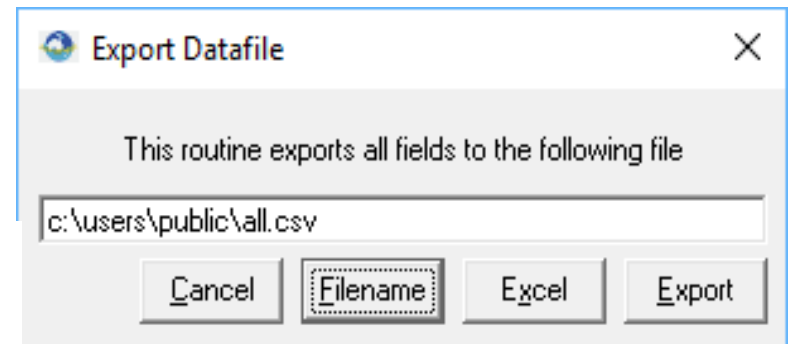 Export Datafile
This routine exports all fields to the following file
c:\users\public\all.csv
Cancel Filename Excel Export